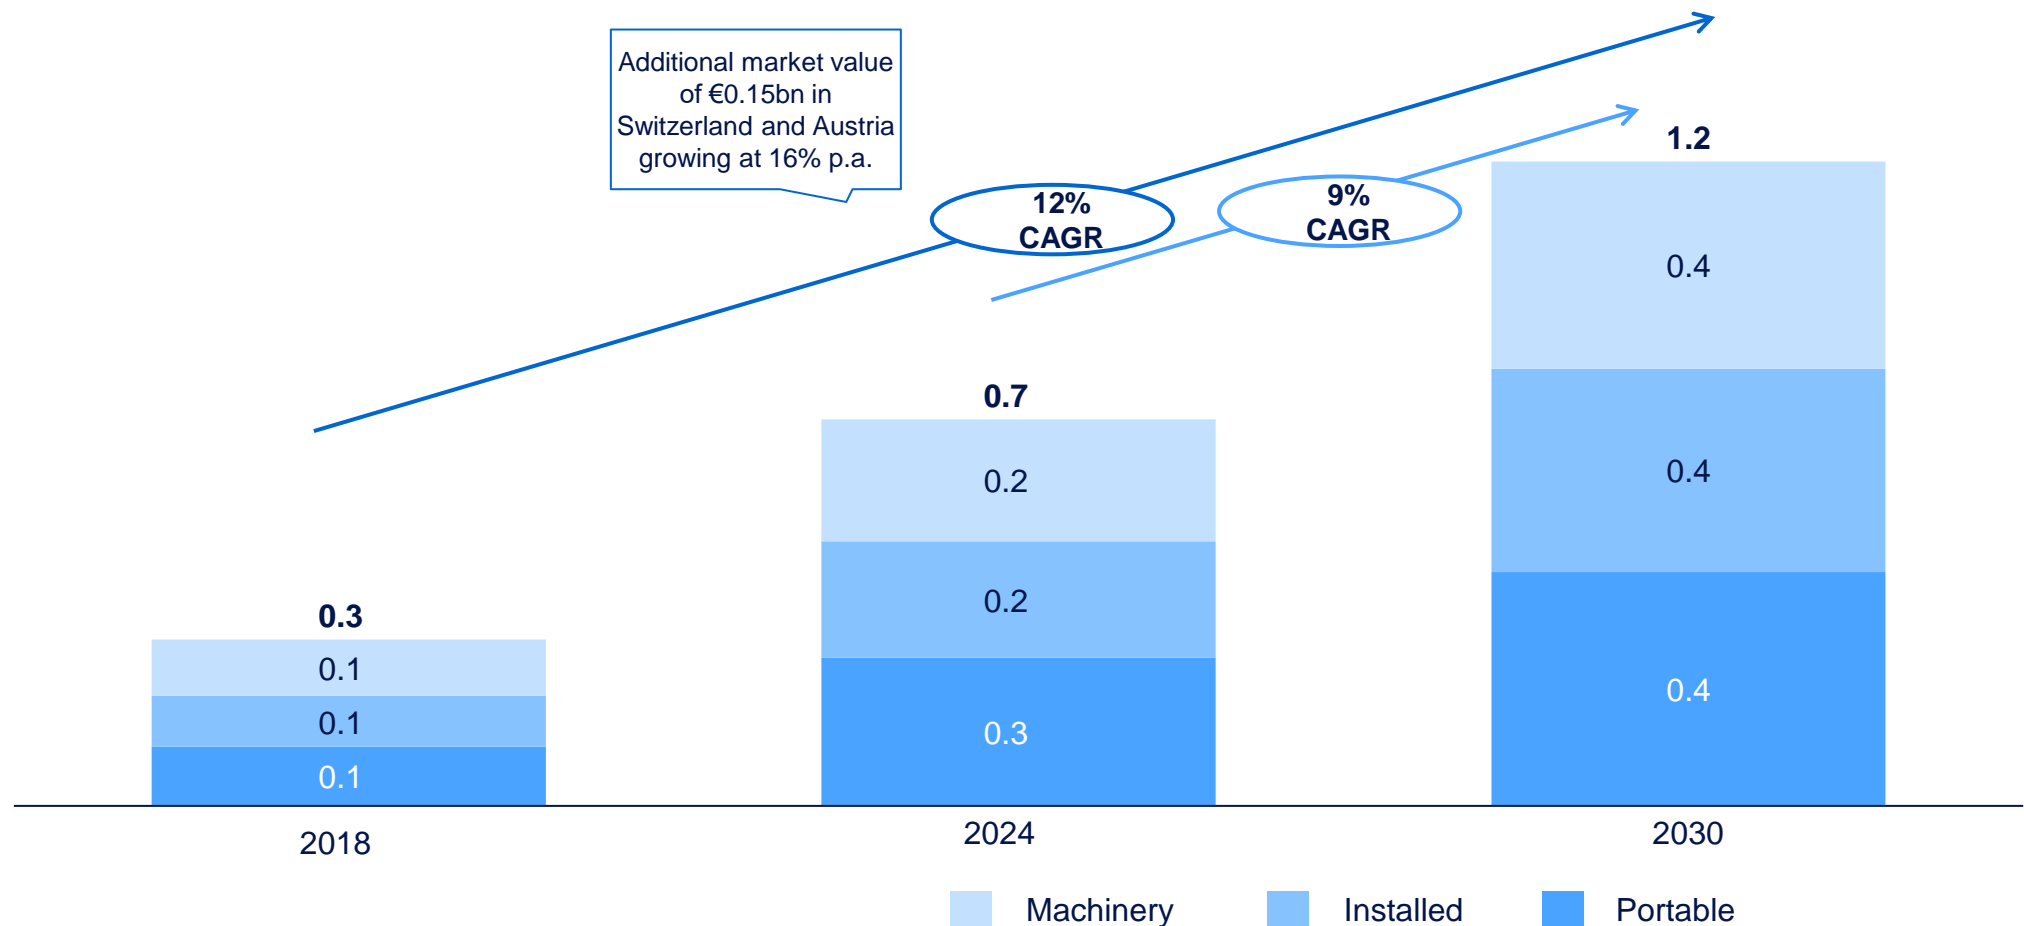 Additional market value
of €0.15bn in
Switzerland and Austria
growing at 16% p.a.
12%
CAGR
9%
CAGR
0.3
0.1
0.1
0.1
0.7
0.2
0.2
0.3
1.2
0.4
0.4
0.4
2018
2024
2030
Machinery
Installed
Portable